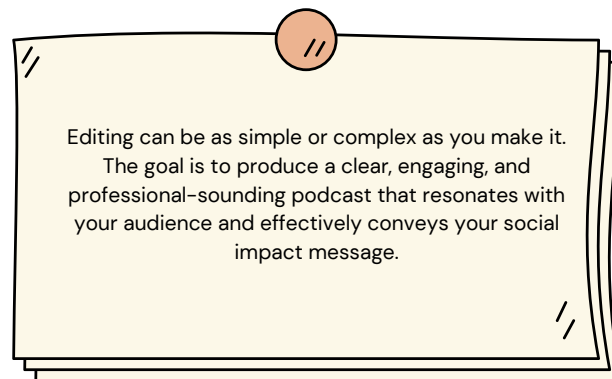 Editing can be as simple or complex as you make it.
The goal is to produce a clear, engaging, and
professional-sounding podcast that resonates with
your audience and effectively conveys your social
impact message.